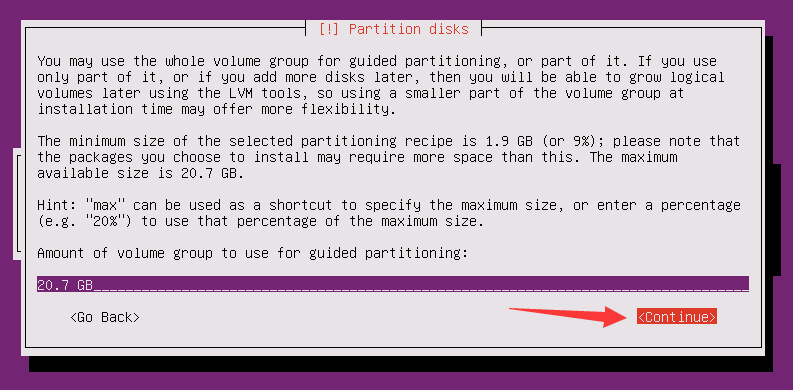 [!] Partition disks
You may use the whole volume group for guided partitioning, or part of it. If you use
only part of it, or if you add more disks later, then you will be able to grow logical
volumes later using the LVM tools, so using a smaller part of the volume group at
installation time may offer more flexibility.
The minimum size of the selected partitioning recipe is 1.9 GB (or 9%); please note that
the packages you choose to install may require more space than this. The maximum
available size is 20.7 GB.
Hint: "max" can be used as a shortcut to specify the maximum size, or enter a percentage
(e.g. "20%") to use that percentage of the maximum size.
Amount of volume group to use for guided partitioning:
20.7 GB
<Go Back> <Continue>